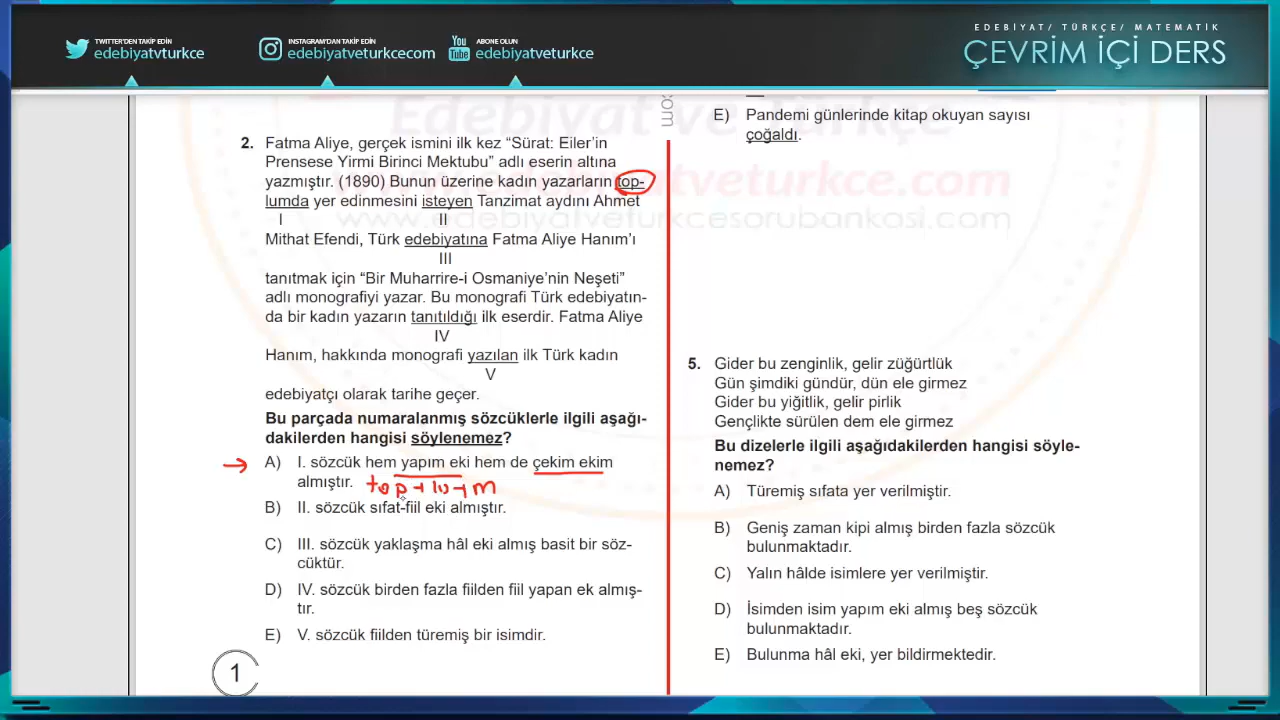 TWITTER'DEN TAKİP EDİN
edebiyatvturkce
INSTAGRAM'DAN TAKİP EDİN
edebiyatveturkcecom
You
Tube
ABONE OLUN
edebiyatveturkce
EDEBİYAT/ TÜRKÇE/ MATEMATİK
ÇEVRİM İÇİ DERS
Edebiyat ve Türkçe
www.edebiyatveturkcesorubankosi.com
com
2. Fatma Aliye, gerçek ismini ilk kez “Sürat: Eiler’in
Prensese Yirmi Birinci Mektubu” adlı eserin altına
yazmıştır. (1890) Bunun üzerine kadın yazarların top-
lumda yer edinmesini isteyen Tanzimat aydını Ahmet
I II
Mithat Efendi, Türk edebiyatına Fatma Aliye Hanım’ı
III
tanıtmak için “Bir Muharrire-i Osmaniye’nin Neşeti”
adlı monografiyi yazar. Bu monografi Türk edebiyatın-
da bir kadın yazarın tanıtıldığı ilk eserdir. Fatma Aliye
IV
Hanım, hakkında monografi yazılan ilk Türk kadın
V
edebiyatçı olarak tarihe geçer.
Bu parçada numaralanmış sözcüklerle ilgili aşağı-
dakilerden hangisi söylenemez?
A) I. sözcük hem yapım eki hem de çekim ekim
almıştır. top+lu+m
B) II. sözcük sıfat-fiil eki almıştır.
C) III. sözcük yaklaşma hâl eki almış basit bir söz-
cüktür.
D) IV. sözcük birden fazla fiilden fiil yapan ek almış-
tır.
E) V. sözcük fiilden türemiş bir isimdir.
1
E) Pandemi günlerinde kitap okuyan sayısı
çoğaldı.
5. Gider bu zenginlik, gelir züğürtlük
Gün şimdiki gündür, dün ele girmez
Gider bu yiğitlik, gelir pirlik
Gençlikte sürülen dem ele girmez
Bu dizelerle ilgili aşağıdakilerden hangisi söyle-
nemez?
A) Türemiş sıfata yer verilmiştir.
B) Geniş zaman kipi almış birden fazla sözcük
bulunmaktadır.
C) Yalın hâlde isimlere yer verilmiştir.
D) İsimden isim yapım eki almış beş sözcük
bulunmaktadır.
E) Bulunma hâl eki, yer bildirmektedir.